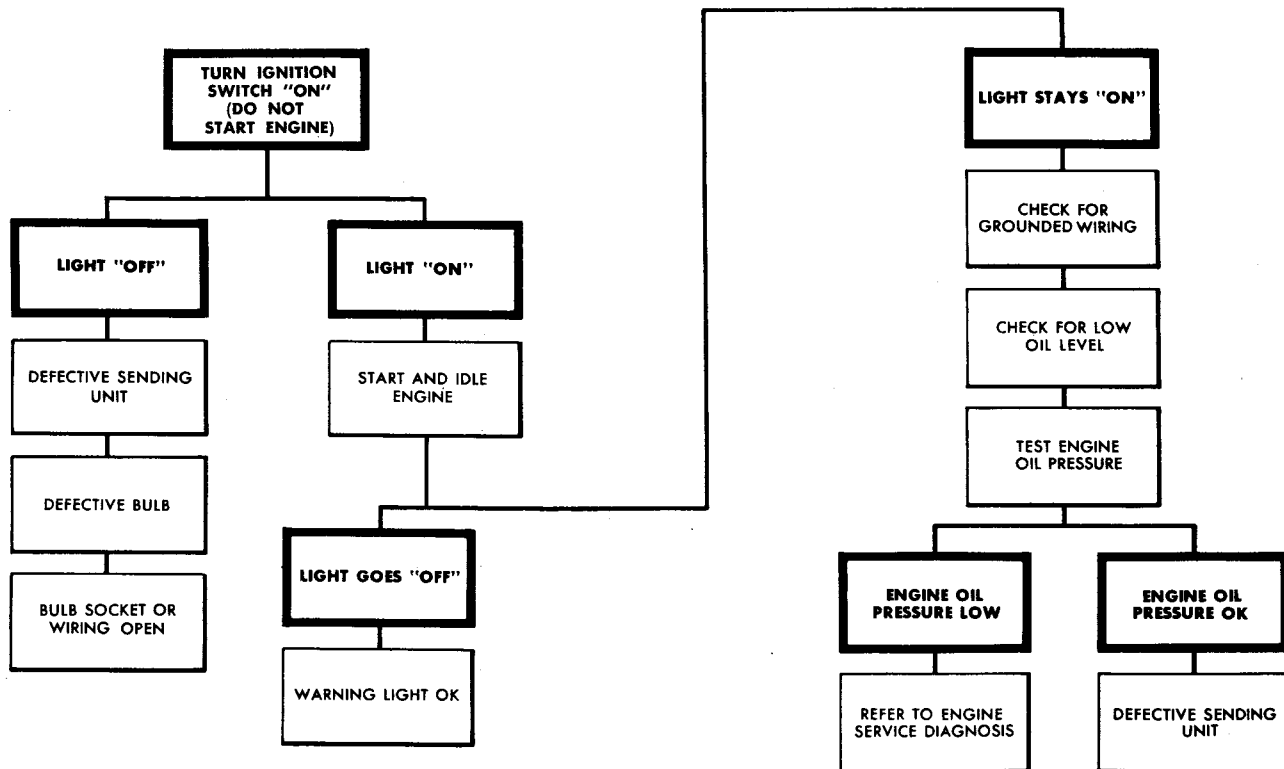 TURN IGNITION
SWITCH "ON"
(DO NOT
START ENGINE)
LIGHT "OFF"
DEFECTIVE SENDING
UNIT
DEFECTIVE BULB
BULB SOCKET OR
WIRING OPEN
LIGHT "ON"
START AND IDLE
ENGINE
LIGHT GOES "OFF"
WARNING LIGHT OK
LIGHT STAYS "ON"
CHECK FOR
GROUNDED WIRING
CHECK FOR LOW
OIL LEVEL
TEST ENGINE
OIL PRESSURE
ENGINE OIL
PRESSURE LOW
REFER TO ENGINE
SERVICE DIAGNOSIS
ENGINE OIL
PRESSURE OK
DEFECTIVE SENDING
UNIT